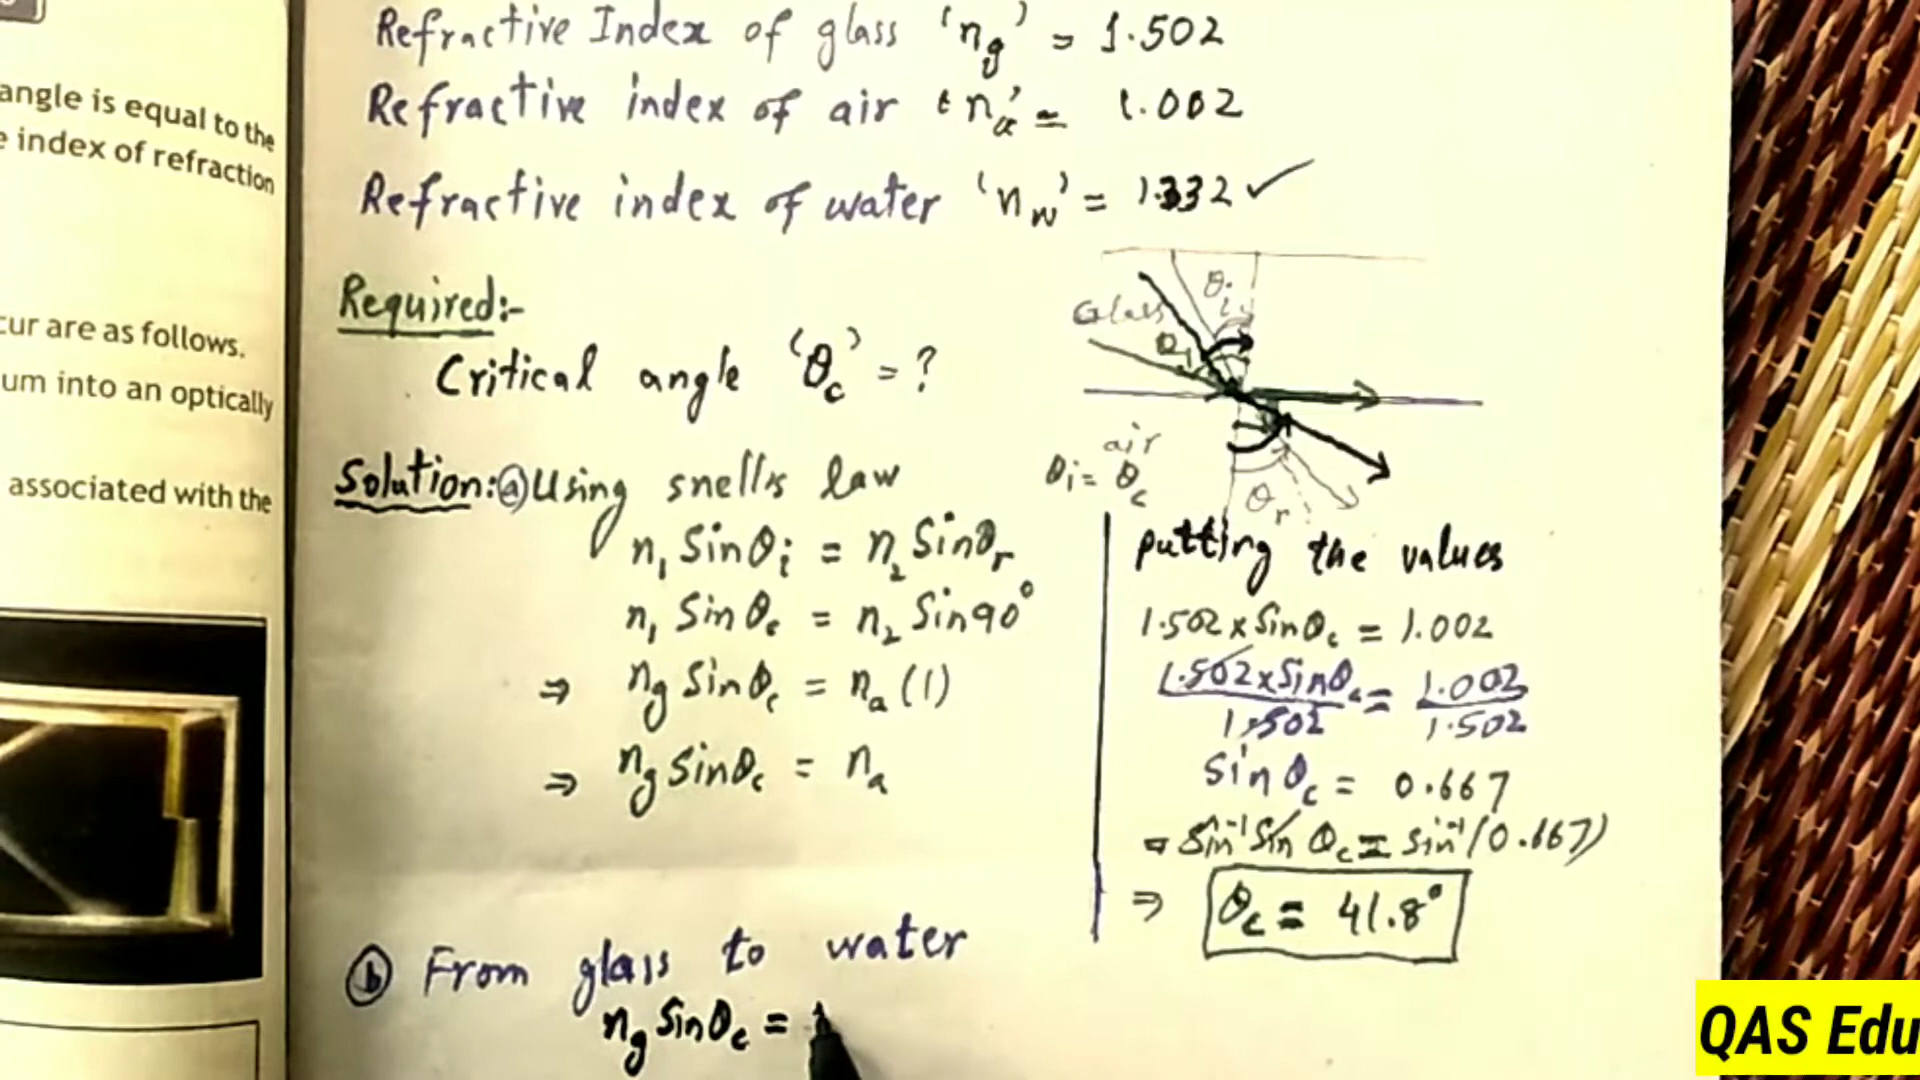 angle is equal to the
index of refraction
cur are as follows.
um into an optically
associated with the
Refractive Index of glass 'ng' = 1.502
Refractive index of air 'na' = 1.002
Refractive index of water 'nw' = 1.332 ✓
Required:-
Critical angle 'θc' = ?
Glass
θi
air
θi = θc
θr
Solution: ⓐ Using snell's law
n₁ Sinθi = n₂ Sinθr
n₁ Sinθc = n₂ Sin90°
⇒ ng Sinθc = na (1)
⇒ ng Sinθc = na
putting the values
1.502 x Sinθc = 1.002
1.502 x Sinθc / 1.502 = 1.002 / 1.502
Sinθc = 0.667
Sin⁻¹ Sin θc = Sin⁻¹(0.667)
⇒ θc = 41.8°
ⓑ From glass to water
ng Sinθc =
QAS Edu